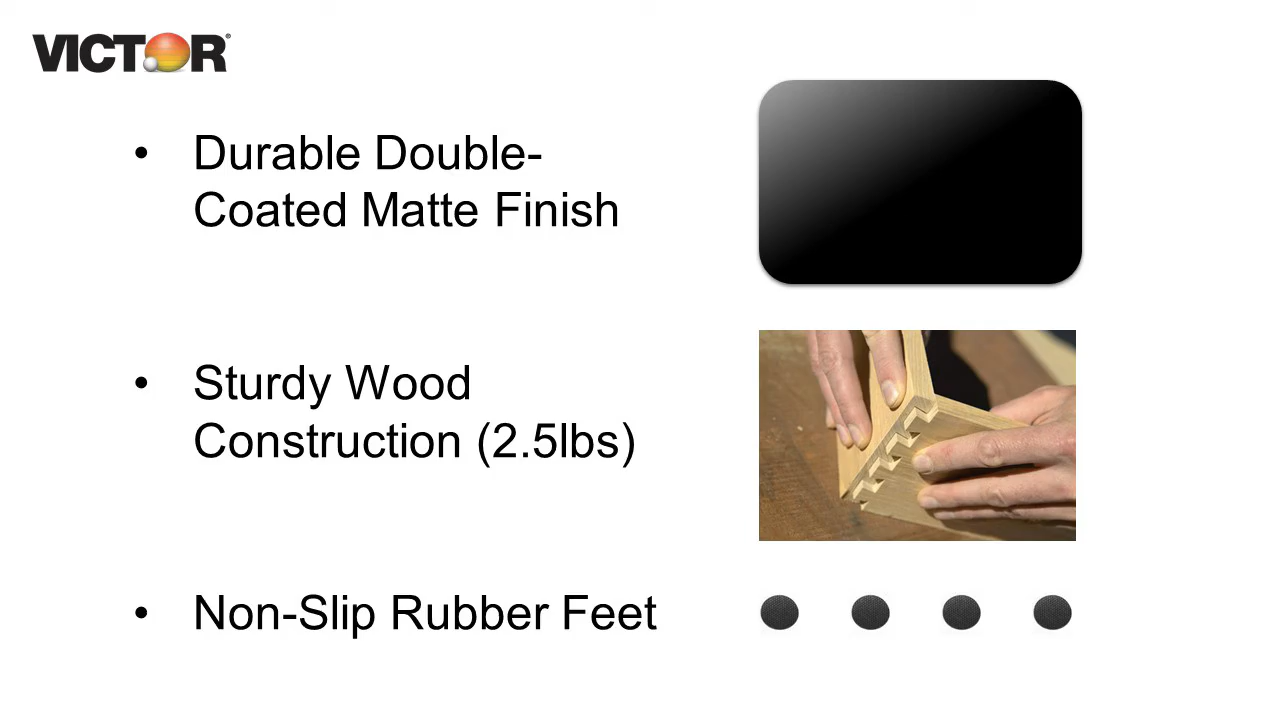 VICTOR®
• Durable Double-
Coated Matte Finish
• Sturdy Wood
Construction (2.5lbs)
• Non-Slip Rubber Feet